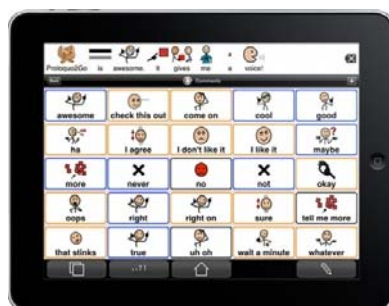 Proloquo2Go is awesome. it gives me a voice!
Comments
awesome check this out come on cool good
ha I agree I don't like it I like it maybe
more never no not okay
oops right right on sure tell me more
that stinks true uh oh wait a minute whatever